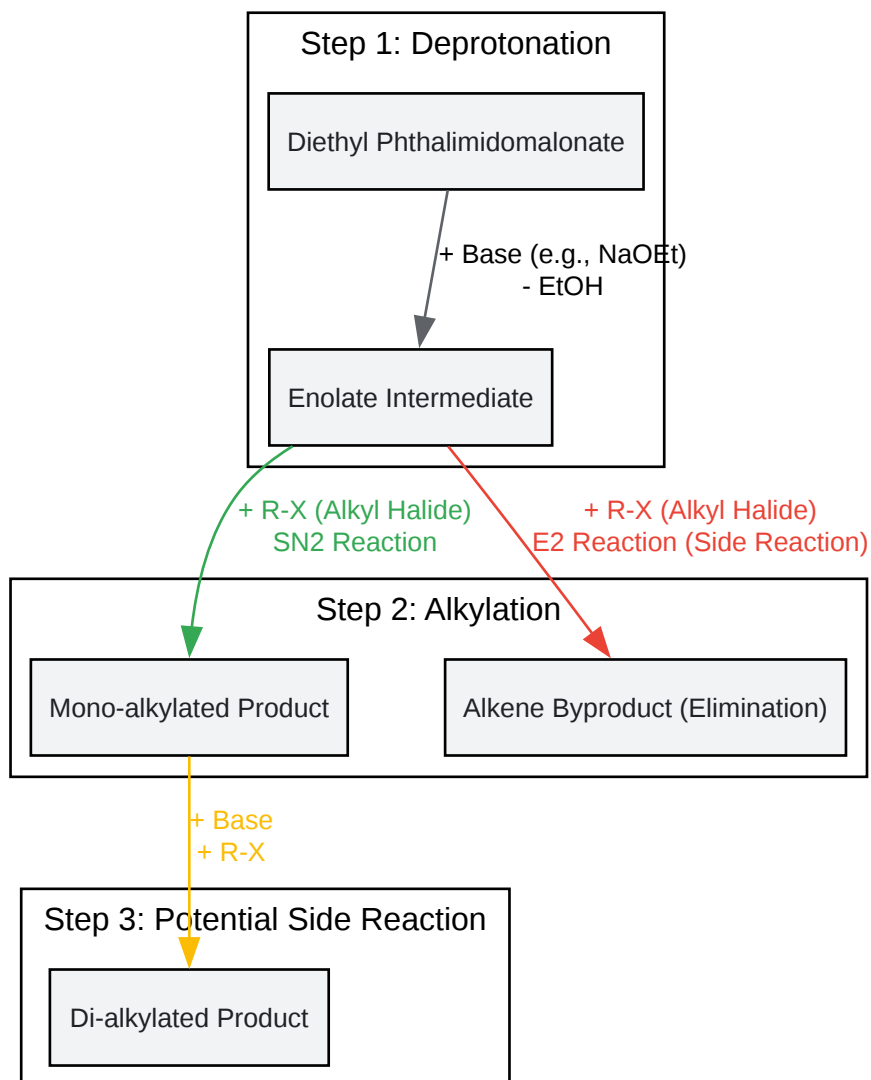 Step 1: Deprotonation
Diethyl Phthalimidomalonate
+ Base (e.g., NaOEt)
- EtOH
Enolate Intermediate
+ R-X (Alkyl Halide)
SN2 Reaction
+ R-X (Alkyl Halide)
E2 Reaction (Side Reaction)
Step 2: Alkylation
Mono-alkylated Product
Alkene Byproduct (Elimination)
+ Base
+ R-X
Step 3: Potential Side Reaction
Di-alkylated Product